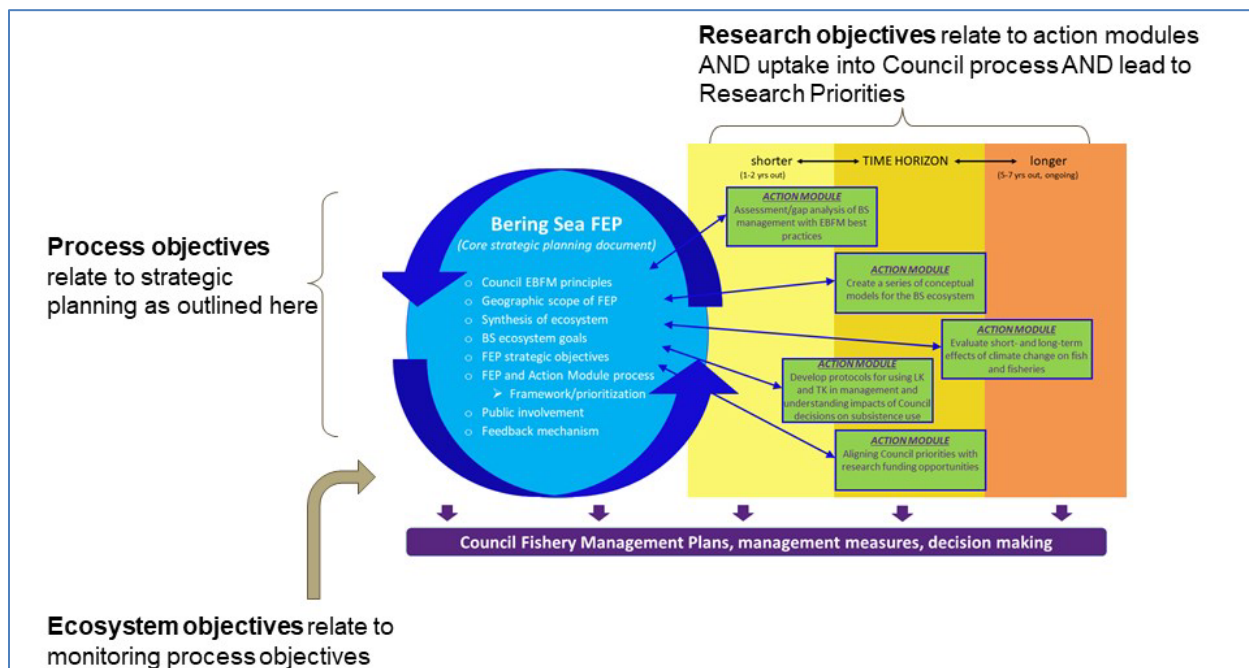 Research objectives relate to action modules
AND uptake into Council process AND lead to
Research Priorities
shorter
TIME HORIZON
longer
(1-2 yrs out)
(5-7 yrs out, ongoing)
Process objectives
relate to strategic
planning as outlined here
Bering Sea FEP
(Core strategic planning document)
o Council EBFM principles
o Geographic scope of FEP
o Synthesis of ecosystem
o BS ecosystem goals
o FEP strategic objectives
o FEP and Action Module process
➢ Framework/prioritization
o Public involvement
o Feedback mechanism
ACTION MODULE
Assessment/gap analysis of BS
management with EBFM best
practices
ACTION MODULE
Create a series of conceptual
models for the BS ecosystem
ACTION MODULE
Evaluate short- and long-term
effects of climate change on fish
and fisheries
ACTION MODULE
Develop protocols for using LK
and TK in management and
understanding impacts of Council
decisions on subsistence use
ACTION MODULE
Aligning Council priorities with
research funding opportunities
Council Fishery Management Plans, management measures, decision making
Ecosystem objectives relate to
monitoring process objectives